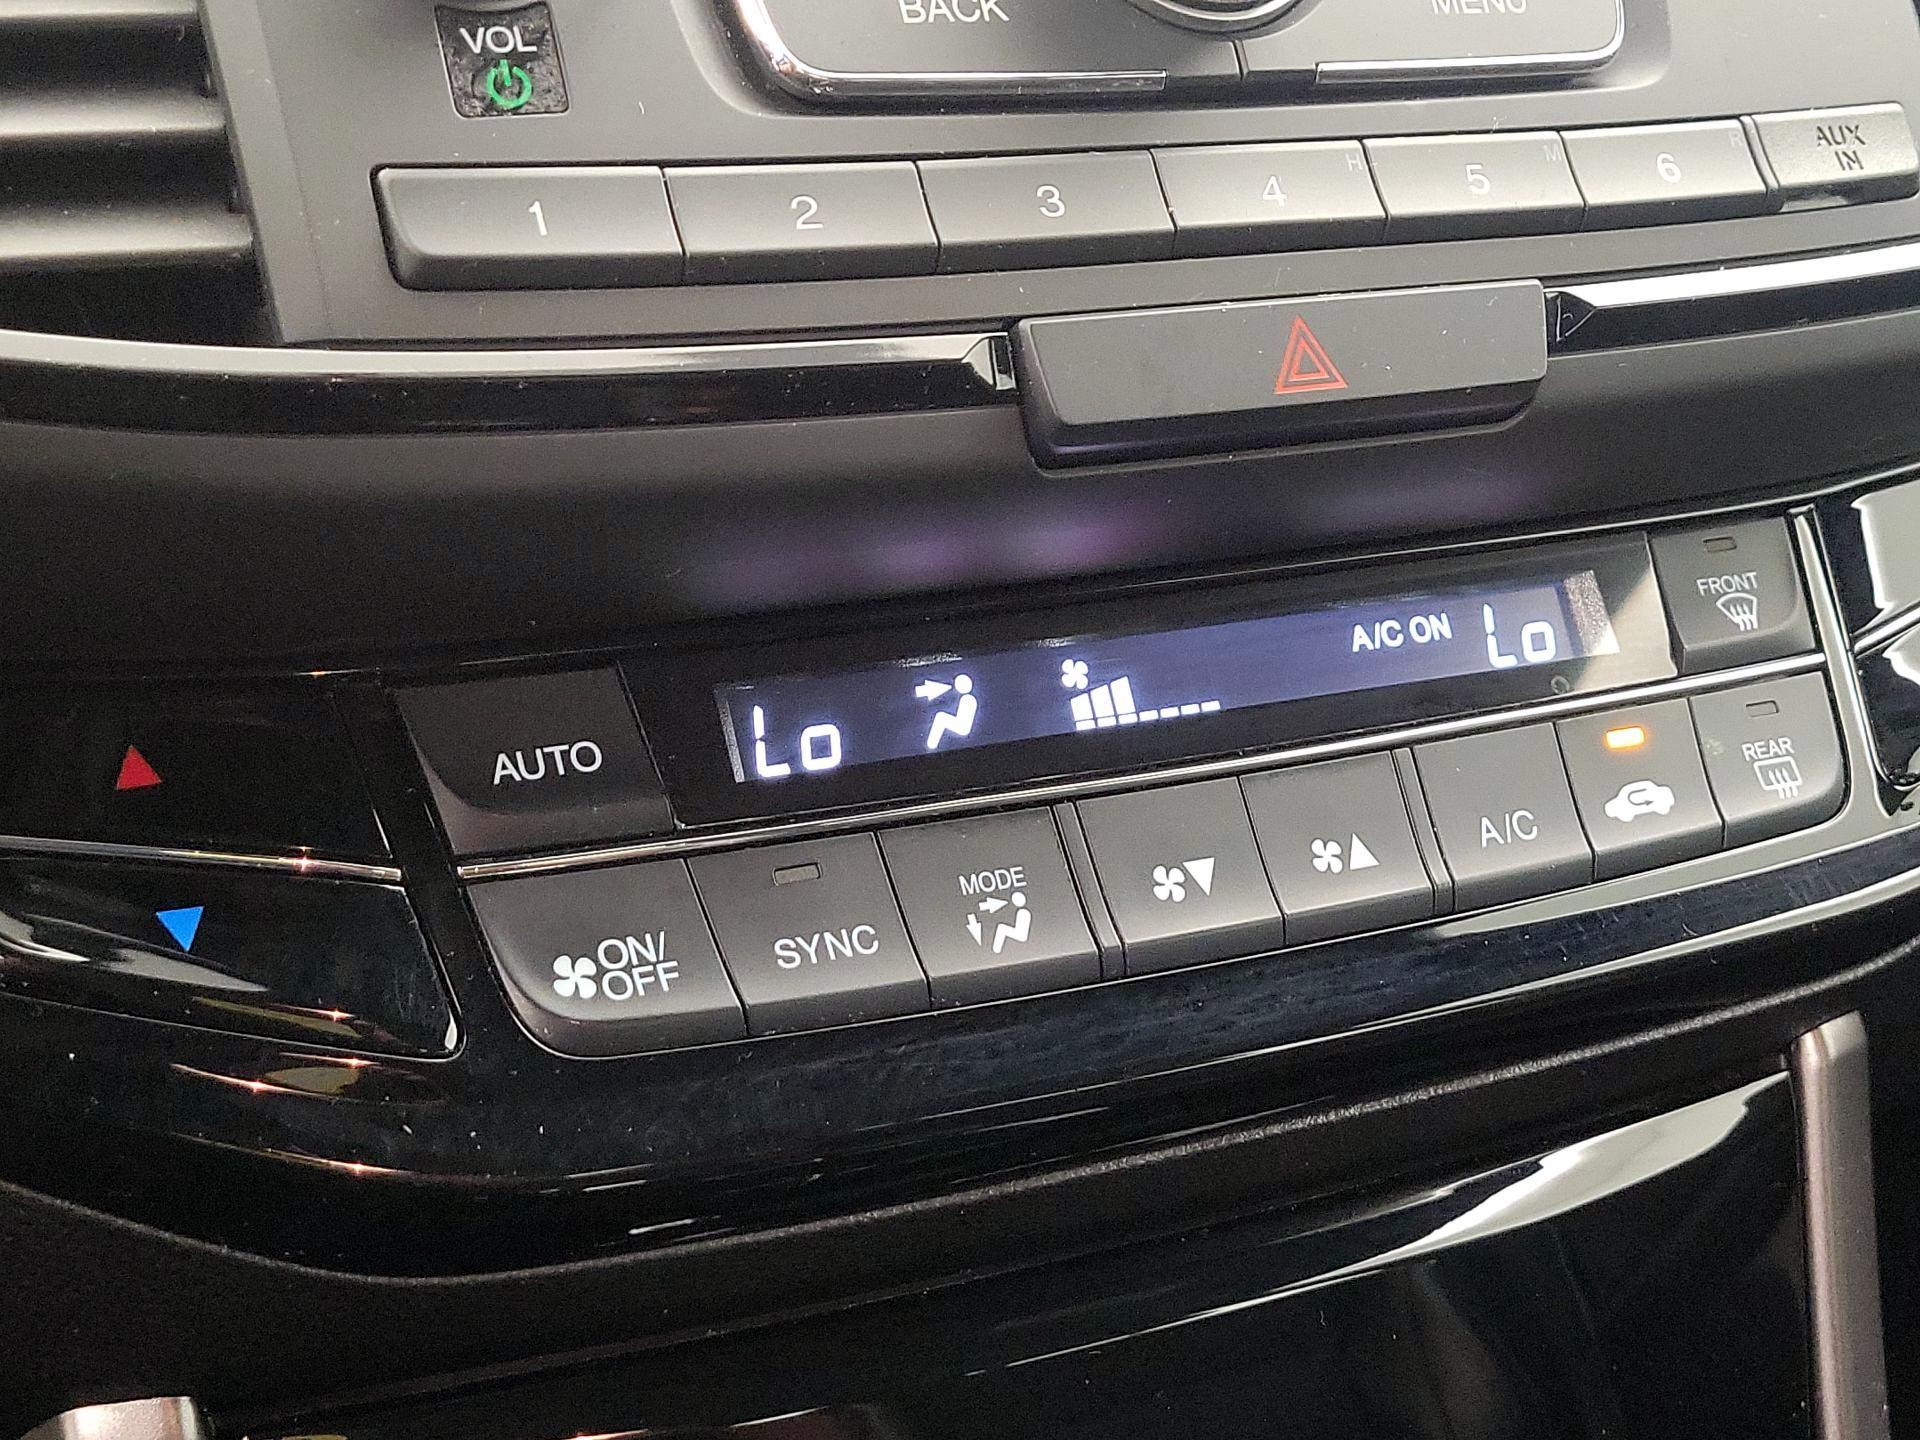 BACK
MENU
VOL
1
2
3
4 H
5 M
6 R
AUX
IN
FRONT
A/C ON
Lo
Lo
AUTO
REAR
A/C
MODE
SYNC
ON/
OFF